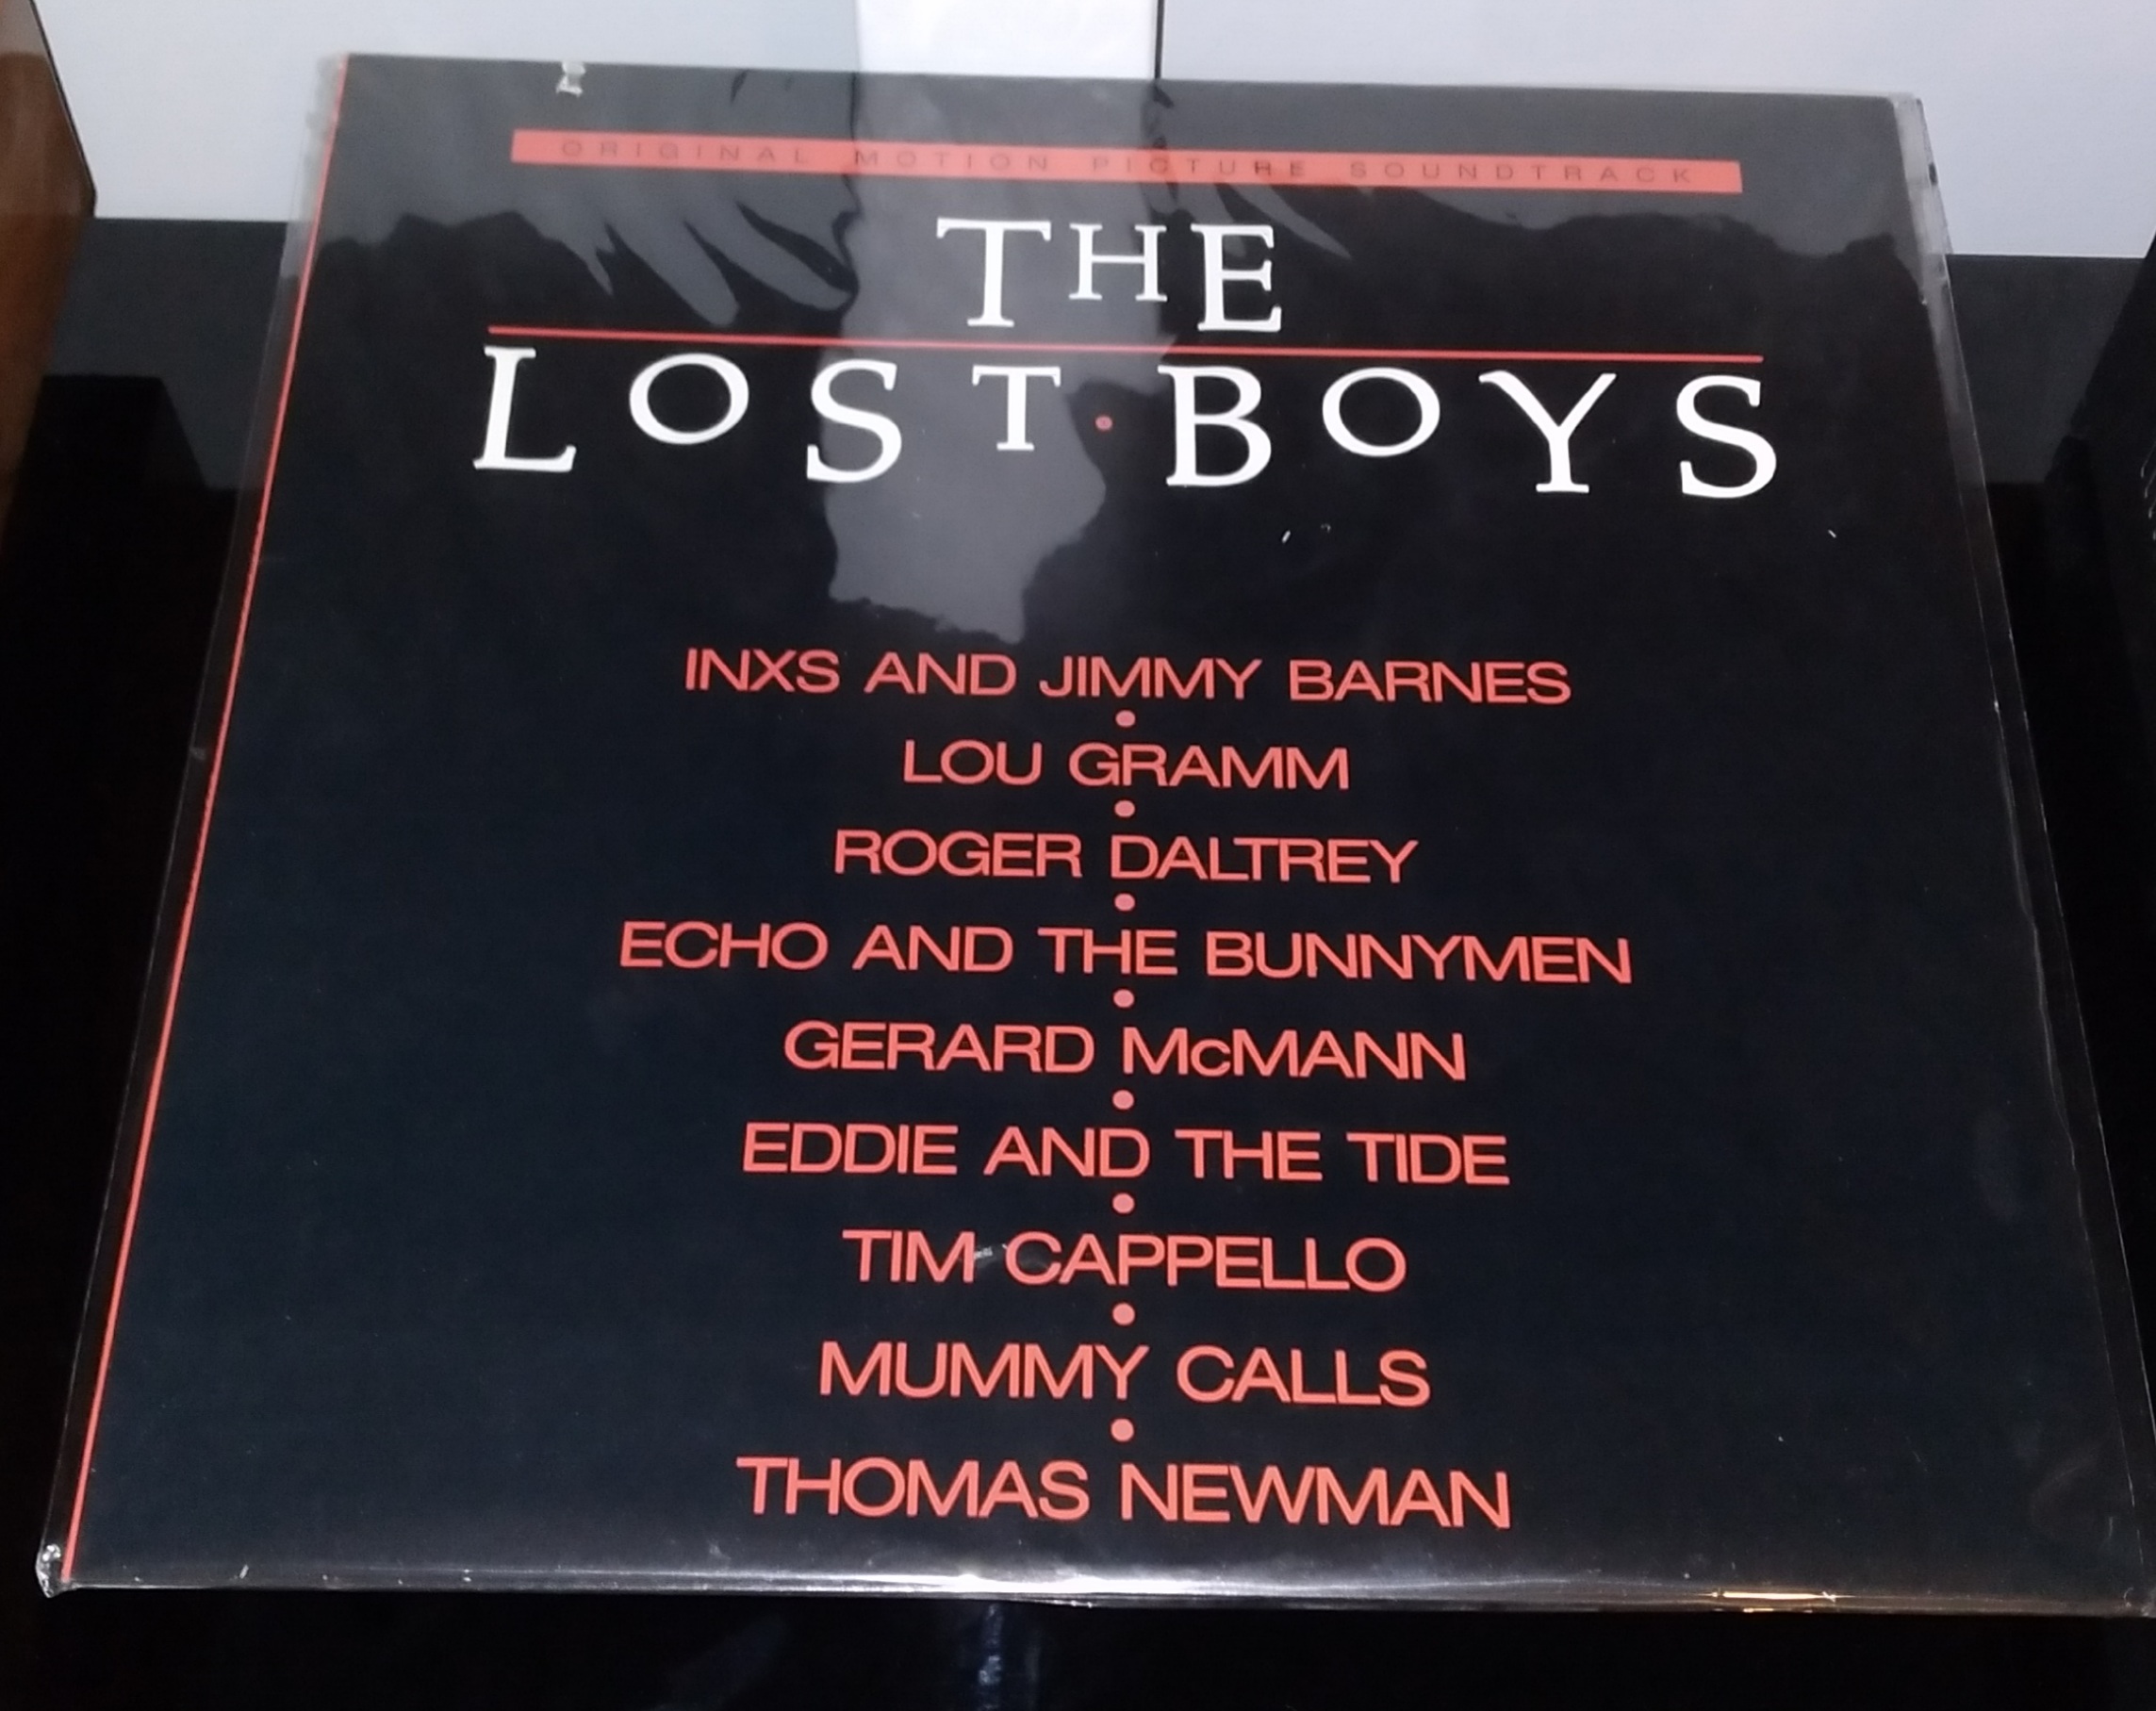 ORIGINAL MOTION PICTURE SOUNDTRACK
THE
LOST·BOYS
INXS AND JIMMY BARNES
•
LOU GRAMM
•
ROGER DALTREY
•
ECHO AND THE BUNNYMEN
•
GERARD McMANN
•
EDDIE AND THE TIDE
•
TIM CAPPELLO
•
MUMMY CALLS
•
THOMAS NEWMAN